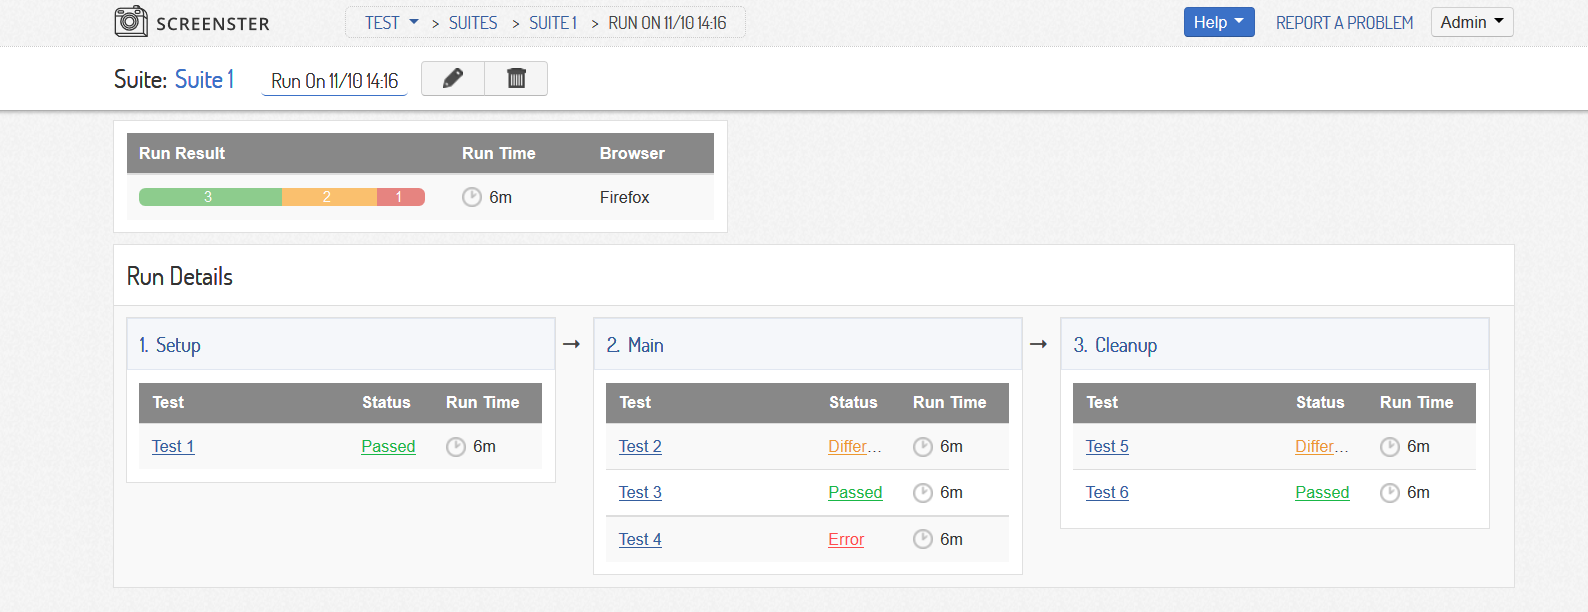 SCREENSTER TEST > SUITES > SUITE 1 > RUN ON 11/10 14:16 Help REPORT A PROBLEM Admin
Suite: Suite 1 Run On 11/10 14:16
Run Result Run Time Browser
3 2 1 6m Firefox
Run Details
1. Setup → 2. Main → 3. Cleanup
Test Status Run Time Test Status Run Time Test Status Run Time
Test 1 Passed 6m Test 2 Differ... 6m Test 5 Differ... 6m
Test 3 Passed 6m Test 6 Passed 6m
Test 4 Error 6m